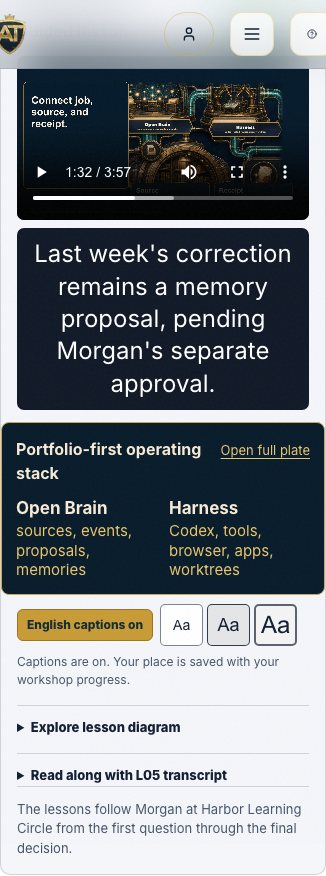 AT
Connect job,
source, and
receipt.
Open Brain
Harness
Source
Receipt
1:32 / 3:57
Last week's correction
remains a memory
proposal, pending
Morgan's separate
approval.
Portfolio-first operating
stack
Open full plate
Open Brain
sources, events,
proposals,
memories
Harness
Codex, tools,
browser, apps,
worktrees
English captions on
Aa
Aa
Aa
Captions are on. Your place is saved with your
workshop progress.
Explore lesson diagram
Read along with L05 transcript
The lessons follow Morgan at Harbor Learning
Circle from the first question through the final
decision.